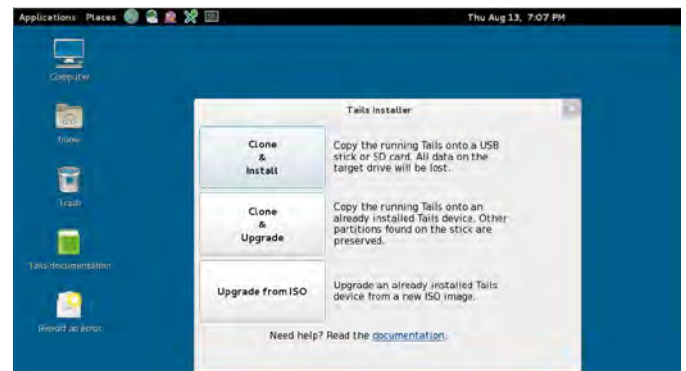 Applications Places
Thu Aug 13, 7:07 PM
Computer
Home
Trash
Tails documentation
Report an error
Tails Installer
Clone
&
Install
Copy the running Tails onto a USB
stick or SD card. All data on the
target drive will be lost.
Clone
&
Upgrade
Copy the running Tails onto an
already installed Tails device. Other
partitions found on the stick are
preserved.
Upgrade from ISO
Upgrade an already installed Tails
device from a new ISO image.
Need help? Read the documentation.